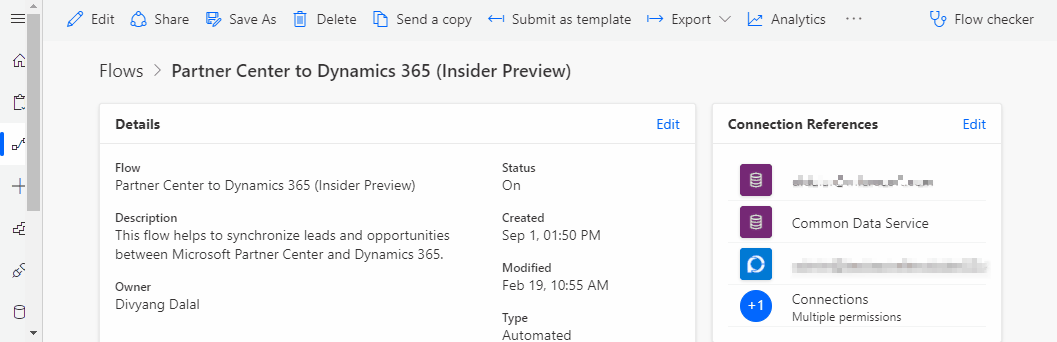 Edit
Share
Save As
Delete
Send a copy
Submit as template
Export
Analytics
Flow checker
Flows
Partner Center to Dynamics 365 (Insider Preview)
Details
Edit
Flow
Partner Center to Dynamics 365 (Insider Preview)
Description
This flow helps to synchronize leads and opportunities
between Microsoft Partner Center and Dynamics 365.
Owner
Divyang Dalal
Status
On
Created
Sep 1, 01:50 PM
Modified
Feb 19, 10:55 AM
Type
Automated
Connection References
Edit
Common Data Service
+1
Connections
Multiple permissions